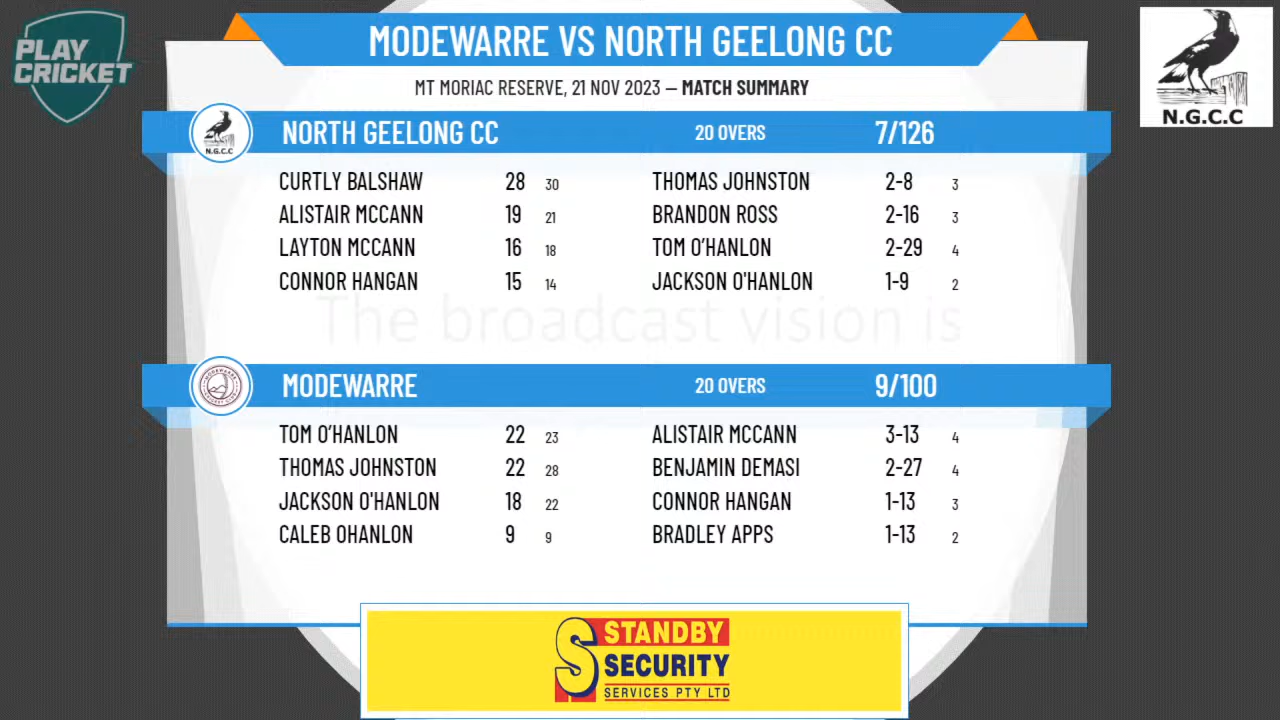 PLAY
CRICKET
MODEWARRE VS NORTH GEELONG CC
N.G.C.C
MT MORIAC RESERVE, 21 NOV 2023 – MATCH SUMMARY
N.G.C.C
NORTH GEELONG CC 20 OVERS 7/126
CURTLY BALSHAW 28 30 THOMAS JOHNSTON 2-8 3
ALISTAIR MCCANN 19 21 BRANDON ROSS 2-16 3
LAYTON MCCANN 16 18 TOM O’HANLON 2-29 4
CONNOR HANGAN 15 14 JACKSON O'HANLON 1-9 2
The broadcast vision is
MODEWARRE 20 OVERS 9/100
TOM O’HANLON 22 23 ALISTAIR MCCANN 3-13 4
THOMAS JOHNSTON 22 28 BENJAMIN DEMASI 2-27 4
JACKSON O'HANLON 18 22 CONNOR HANGAN 1-13 3
CALEB OHANLON 9 9 BRADLEY APPS 1-13 2
S STANDBY
SECURITY
SERVICES PTY LTD